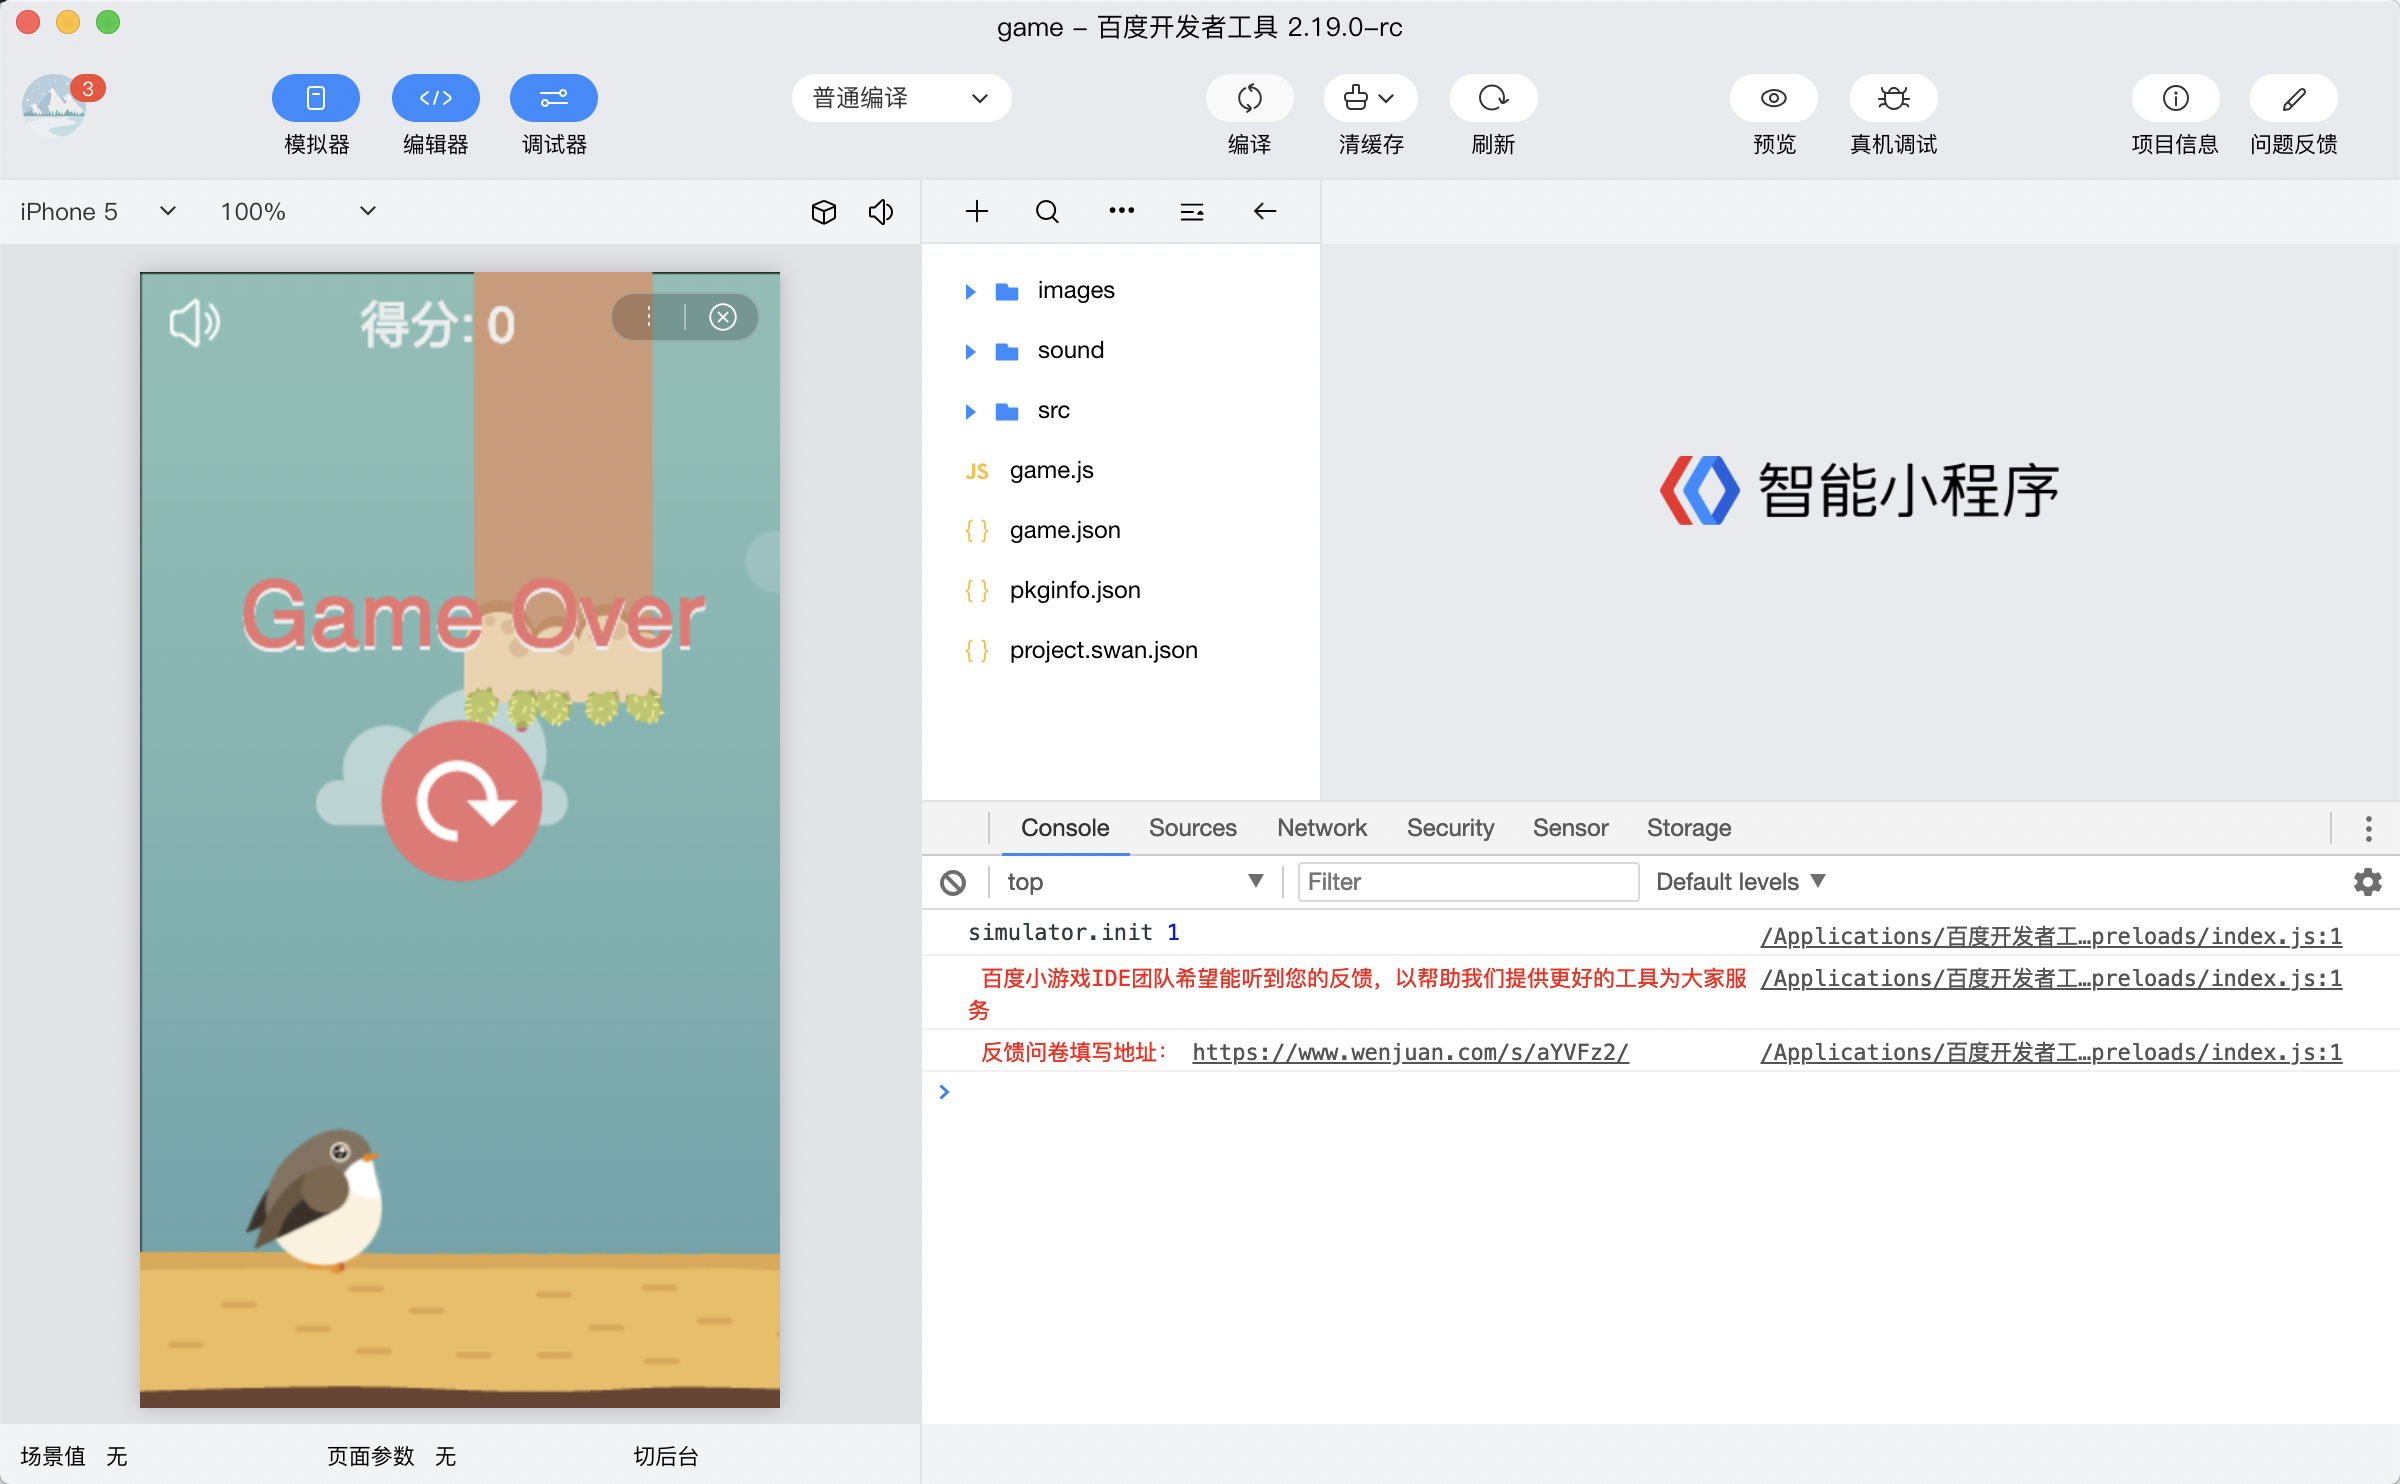 game – 百度开发者工具 2.19.0-rc
3
模拟器
编辑器
调试器
普通编译
编译
清缓存
刷新
预览
真机调试
项目信息
问题反馈
iPhone 5
100%
得分: 0
Game Over
images
sound
src
JS game.js
{ } game.json
{ } pkginfo.json
{ } project.swan.json
智能小程序
Console Sources Network Security Sensor Storage
top
Filter
Default levels
simulator.init 1 /Applications/百度开发者工…preloads/index.js:1
百度小游戏IDE团队希望能听到您的反馈，以帮助我们提供更好的工具为大家服 /Applications/百度开发者工…preloads/index.js:1
务
反馈问卷填写地址： https://www.wenjuan.com/s/aYVFz2/ /Applications/百度开发者工…preloads/index.js:1
场景值 无
页面参数 无
切后台